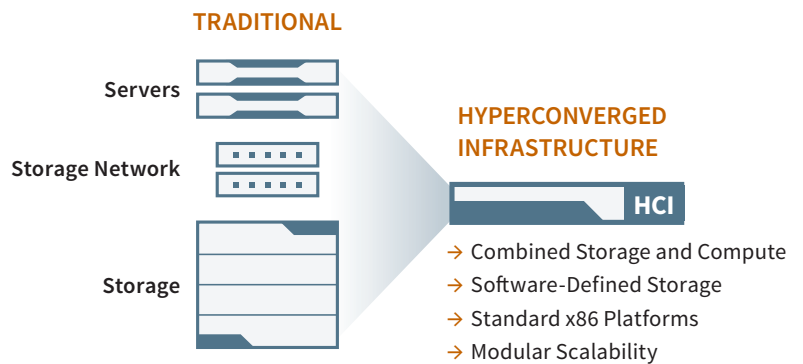 TRADITIONAL
Servers
Storage Network
Storage
HYPERCONVERGED
INFRASTRUCTURE
HCI
→ Combined Storage and Compute
→ Software-Defined Storage
→ Standard x86 Platforms
→ Modular Scalability